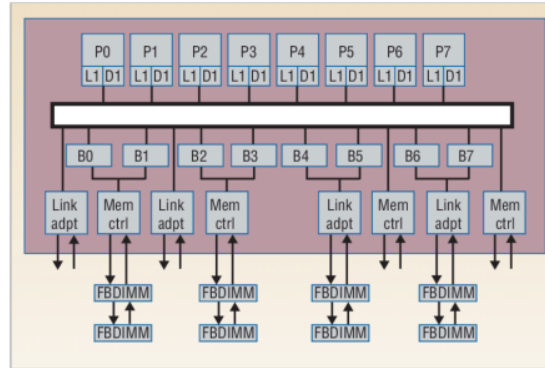 P0 P1 P2 P3 P4 P5 P6 P7
L1 D1 L1 D1 L1 D1 L1 D1 L1 D1 L1 D1 L1 D1 L1 D1
B0 B1 B2 B3 B4 B5 B6 B7
Link Mem Link Mem Link Mem Link Mem
adpt ctrl adpt ctrl adpt ctrl adpt ctrl
FBDIMM FBDIMM FBDIMM FBDIMM
FBDIMM FBDIMM FBDIMM FBDIMM